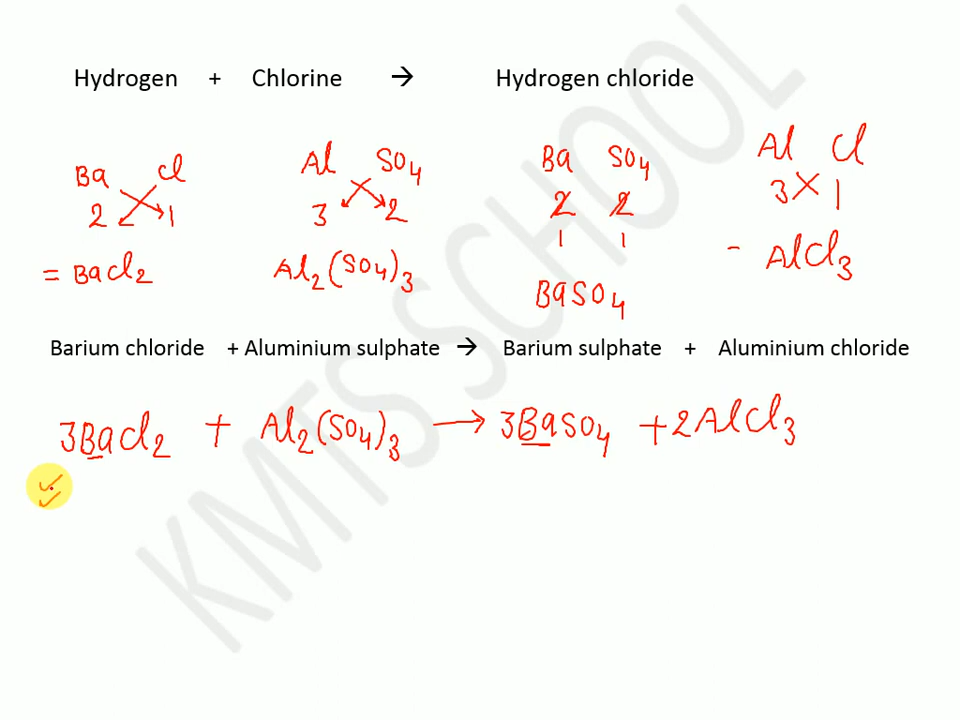 Hydrogen + Chlorine → Hydrogen chloride
Ba Cl Al SO4 Ba SO4 Al Cl
2 1 3 2 2 2 3 1
1 1
= BaCl2 Al2(SO4)3 BaSO4 - AlCl3
Barium chloride + Aluminium sulphate → Barium sulphate + Aluminium chloride
3BaCl2 + Al2(SO4)3 → 3BaSO4 + 2AlCl3
KMTS SCHOOL